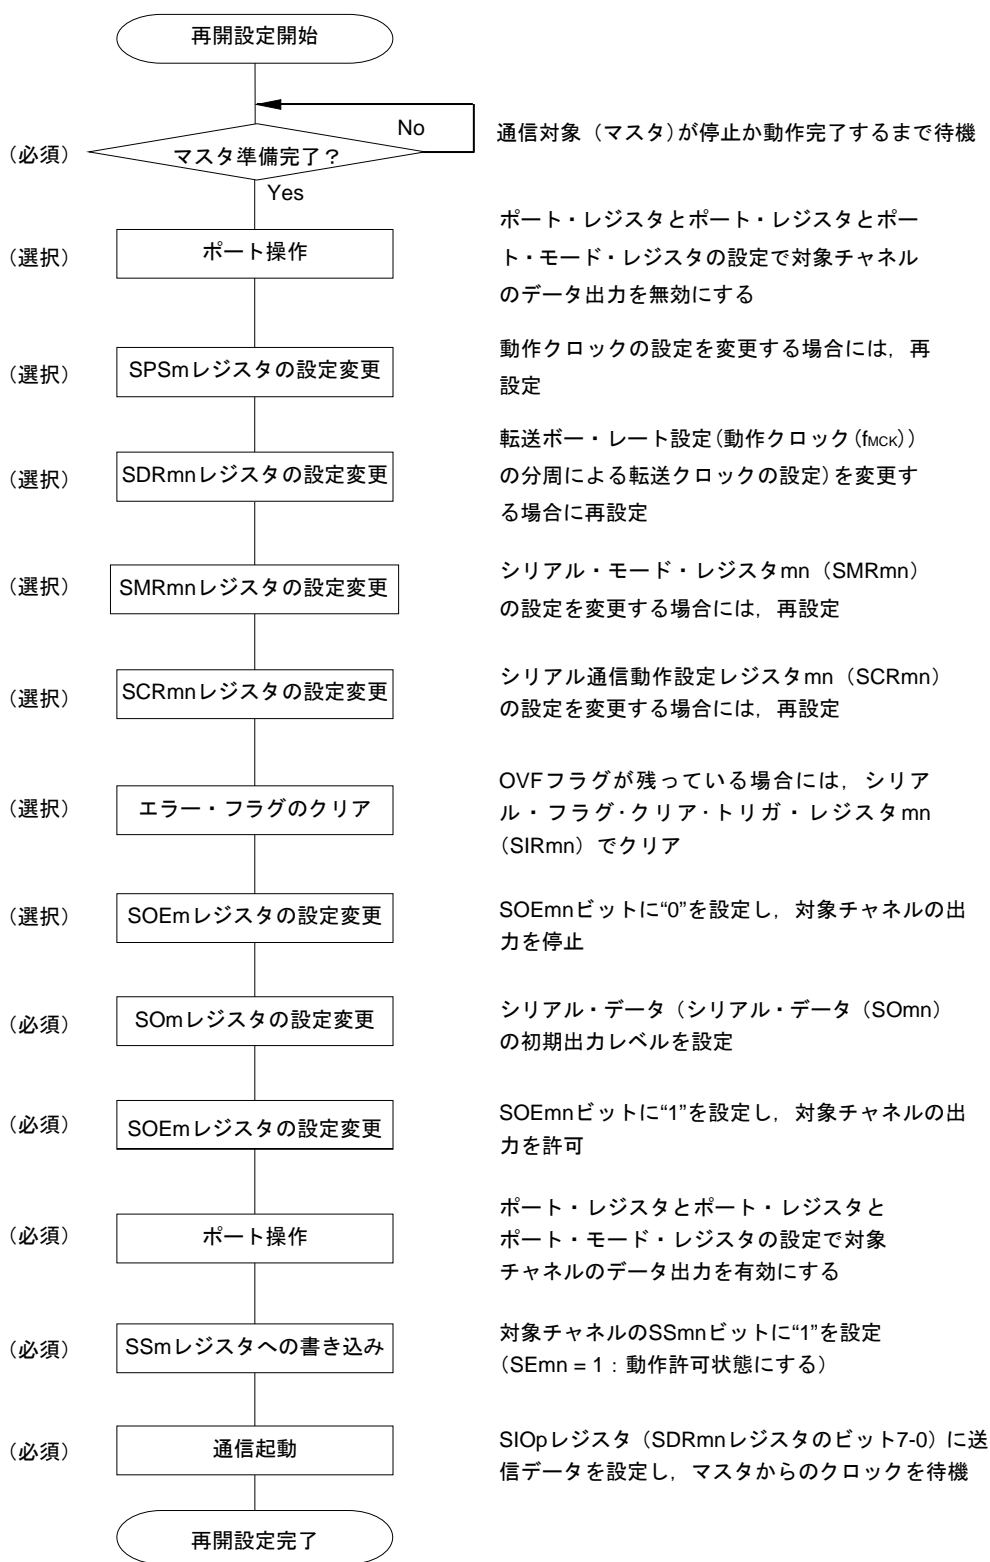 再開設定開始
No
通信対象（マスタ）が停止か動作完了するまで待機
（必須）
マスタ準備完了？
Yes
（選択）
ポート操作
ポート・レジスタとポート・レジスタとポー
ト・モード・レジスタの設定で対象チャネル
のデータ出力を無効にする
（選択）
SPSmレジスタの設定変更
動作クロックの設定を変更する場合には，再
設定
（選択）
SDRmnレジスタの設定変更
転送ボー・レート設定（動作クロック（fMCK））
の分周による転送クロックの設定）を変更す
る場合に再設定
（選択）
SMRmnレジスタの設定変更
シリアル・モード・レジスタmn（SMRmn）
の設定を変更する場合には，再設定
（選択）
SCRmnレジスタの設定変更
シリアル通信動作設定レジスタmn（SCRmn）
の設定を変更する場合には，再設定
（選択）
エラー・フラグのクリア
OVFフラグが残っている場合には，シリア
ル・フラグ・クリア・トリガ・レジスタmn
（SIRmn）でクリア
（選択）
SOEmレジスタの設定変更
SOEmnビットに“0”を設定し，対象チャネルの出
力を停止
（必須）
SOmレジスタの設定変更
シリアル・データ（シリアル・データ（SOmn）
の初期出力レベルを設定
（必須）
SOEmレジスタの設定変更
SOEmnビットに“1”を設定し，対象チャネルの出
力を許可
（必須）
ポート操作
ポート・レジスタとポート・レジスタと
ポート・モード・レジスタの設定で対象
チャネルのデータ出力を有効にする
（必須）
SSmレジスタへの書き込み
対象チャネルのSSmnビットに“1”を設定
（SEmn = 1：動作許可状態にする）
（必須）
通信起動
SIOpレジスタ（SDRmnレジスタのビット7-0）に送
信データを設定し，マスタからのクロックを待機
再開設定完了